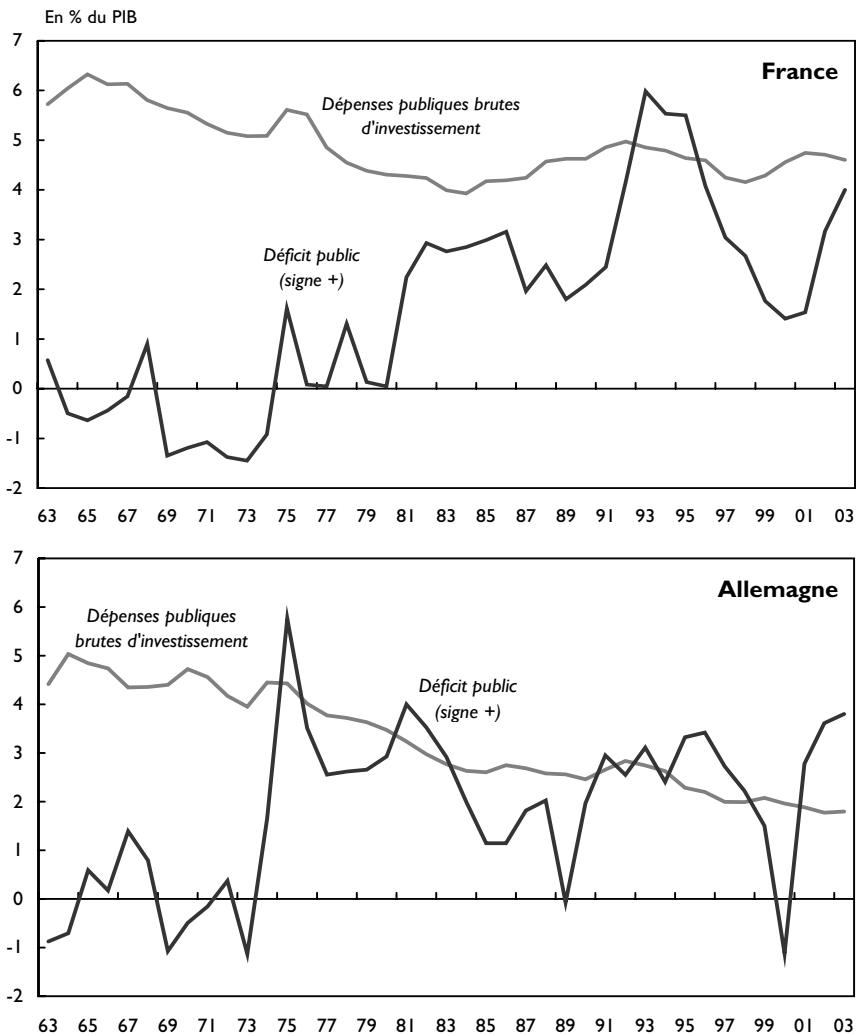 En % du PIB
7
France
6
Dépenses publiques brutes
d'investissement
5
4
3
Déficit public
(signe +)
2
1
0
-1
-2
63 65 67 69 71 73 75 77 79 81 83 85 87 89 91 93 95 97 99 01 03
7
Allemagne
6
Dépenses publiques
brutes d'investissement
5
Déficit public
(signe +)
4
3
2
1
0
-1
-2
63 65 67 69 71 73 75 77 79 81 83 85 87 89 91 93 95 97 99 01 03